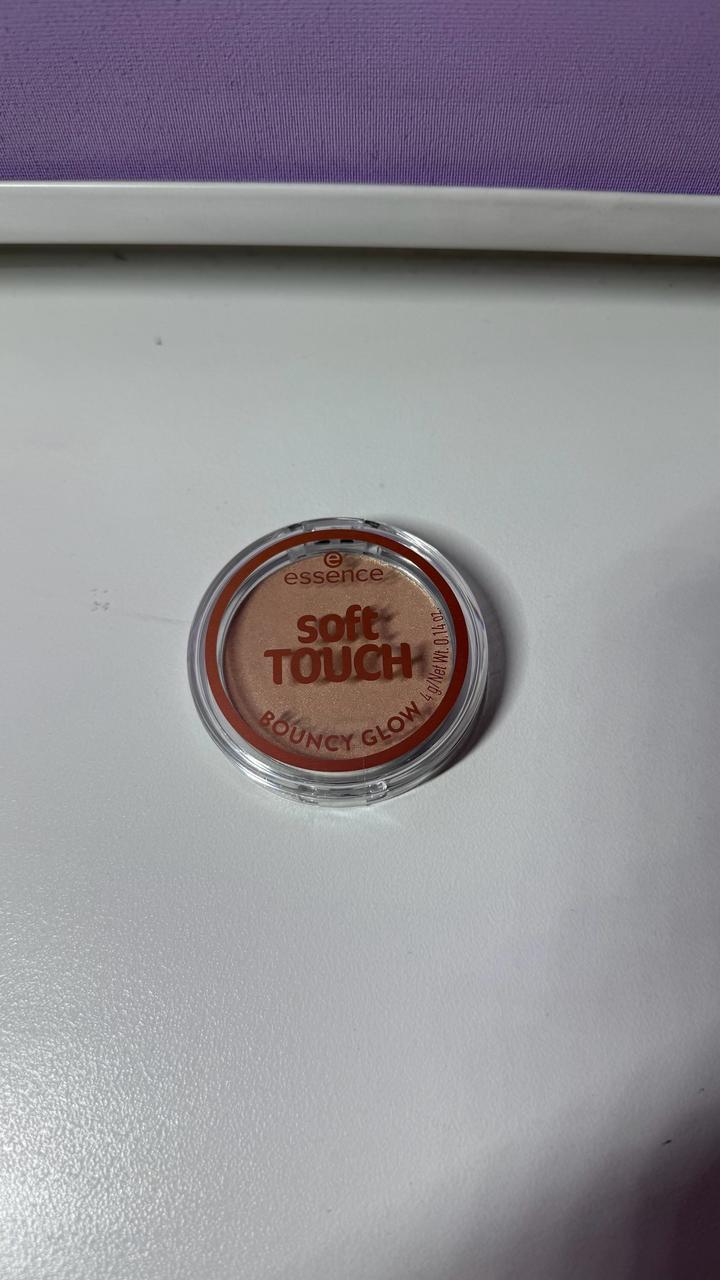 e
essence
soft
TOUCH
BOUNCY GLOW
4 g/Net Wt. 0.14 oz.